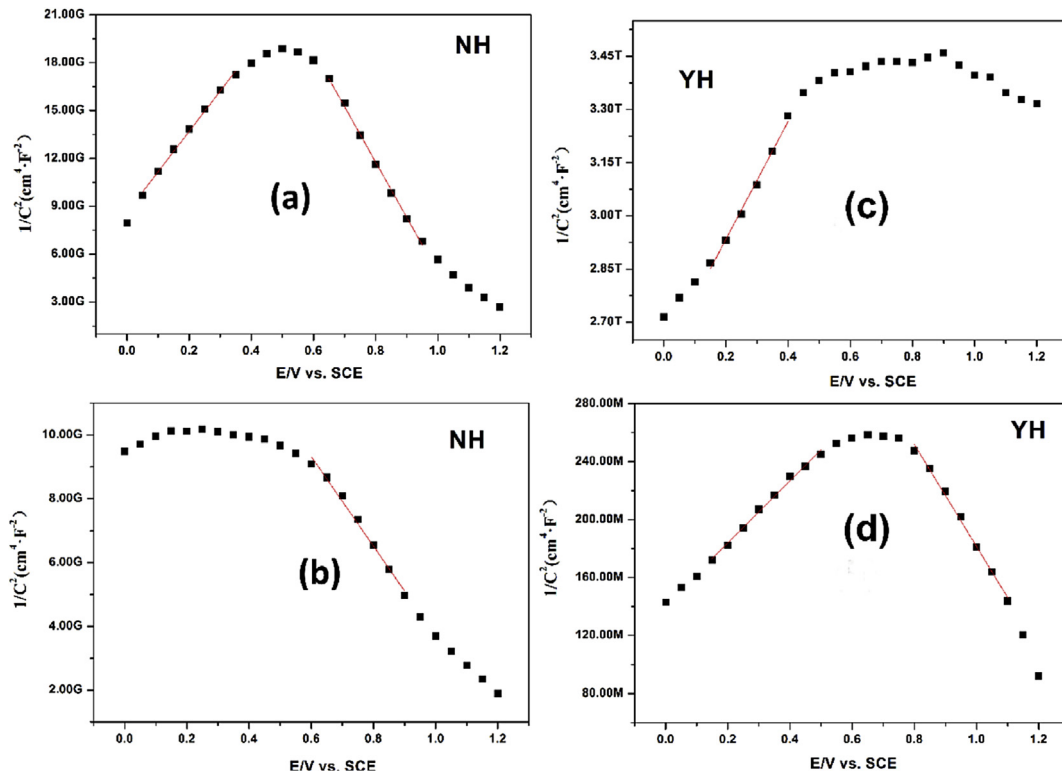 21.00G
18.00G
15.00G
12.00G
9.00G
6.00G
3.00G
1/C²(cm⁴·F⁻²)
NH
(a)
0.0 0.2 0.4 0.6 0.8 1.0 1.2
E/V vs. SCE
3.45T
3.30T
3.15T
3.00T
2.85T
2.70T
1/C²(cm⁴·F⁻²)
YH
(c)
0.0 0.2 0.4 0.6 0.8 1.0 1.2
E/V vs. SCE
10.00G
8.00G
6.00G
4.00G
2.00G
1/C²(cm⁴·F⁻²)
NH
(b)
0.0 0.2 0.4 0.6 0.8 1.0 1.2
E/V vs. SCE
280.00M
240.00M
200.00M
160.00M
120.00M
80.00M
1/C²(cm⁴·F⁻²)
YH
(d)
0.0 0.2 0.4 0.6 0.8 1.0 1.2
E/V vs. SCE